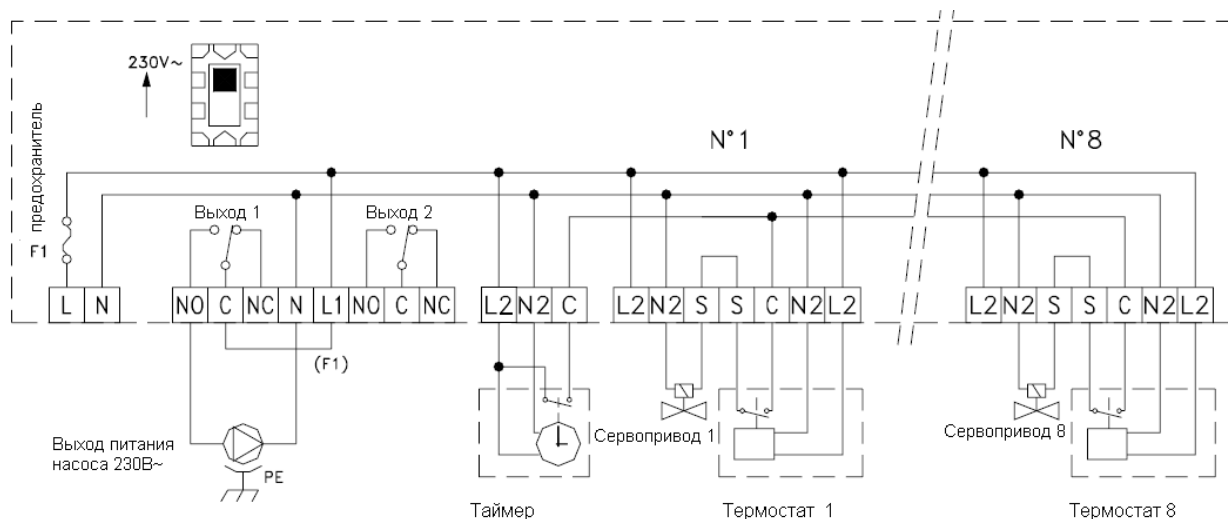 230V~
предохранитель
F1
N°1
N°8
Выход 1
Выход 2
L N
NO C NC N L1 NO C NC
L2 N2 C
L2 N2 S S C N2 L2
L2 N2 S S C N2 L2
(F1)
Выход питания
насоса 230В~
PE
Сервопривод 1
Сервопривод 8
Таймер
Термостат 1
Термостат 8